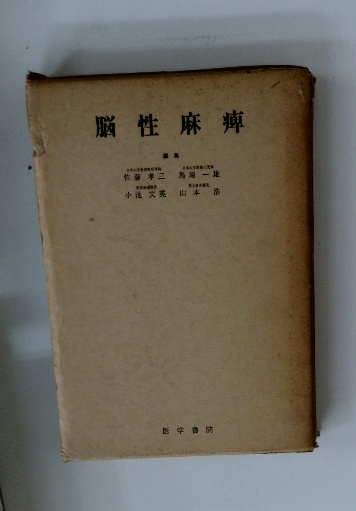 脳性麻痺
編集
佐藤孝三 馬場一雄
小池文英 山本浩
医学書院